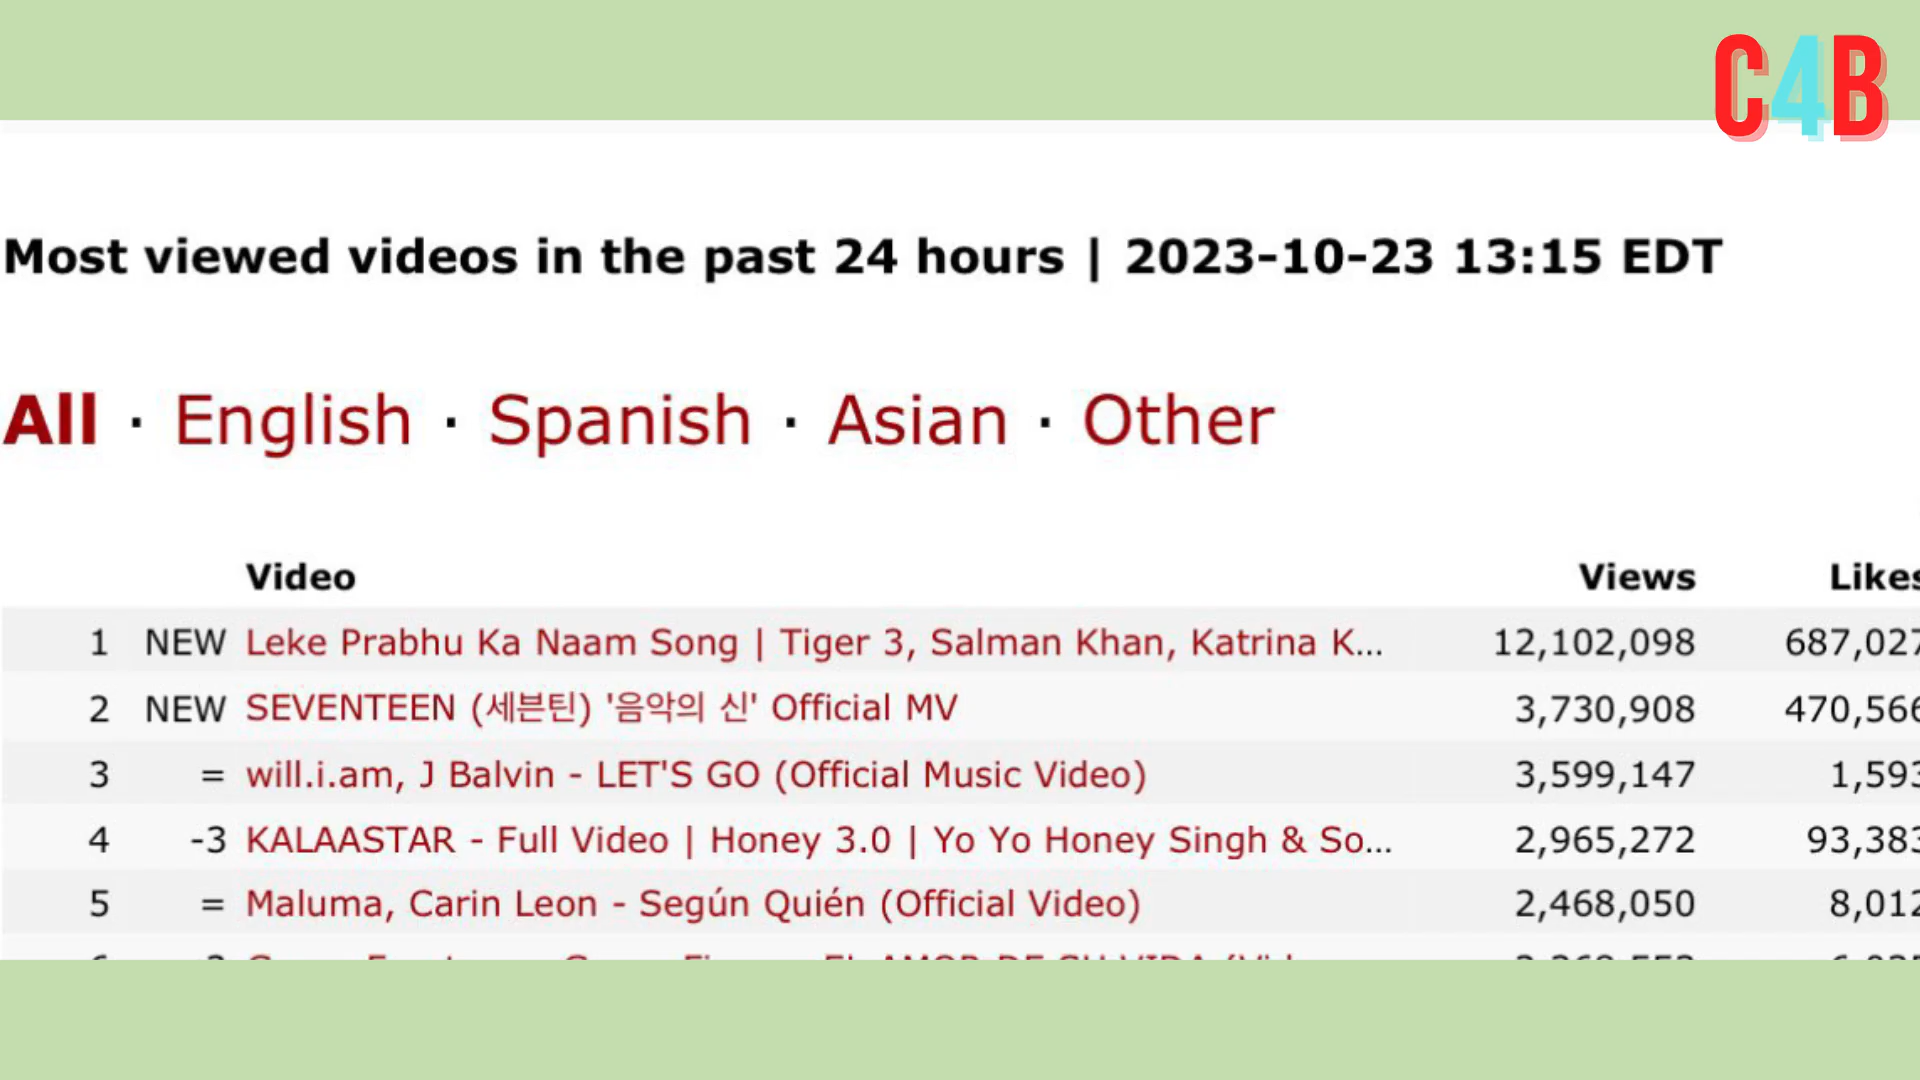 C4B
Most viewed videos in the past 24 hours | 2023-10-23 13:15 EDT
All · English · Spanish · Asian · Other
Video Views Likes
1 NEW Leke Prabhu Ka Naam Song | Tiger 3, Salman Khan, Katrina K... 12,102,098 687,027
2 NEW SEVENTEEN (세븐틴) '음악의 신' Official MV 3,730,908 470,566
3 = will.i.am, J Balvin - LET'S GO (Official Music Video) 3,599,147 1,593
4 -3 KALAASTAR - Full Video | Honey 3.0 | Yo Yo Honey Singh & So... 2,965,272 93,383
5 = Maluma, Carin Leon - Según Quién (Official Video) 2,468,050 8,012